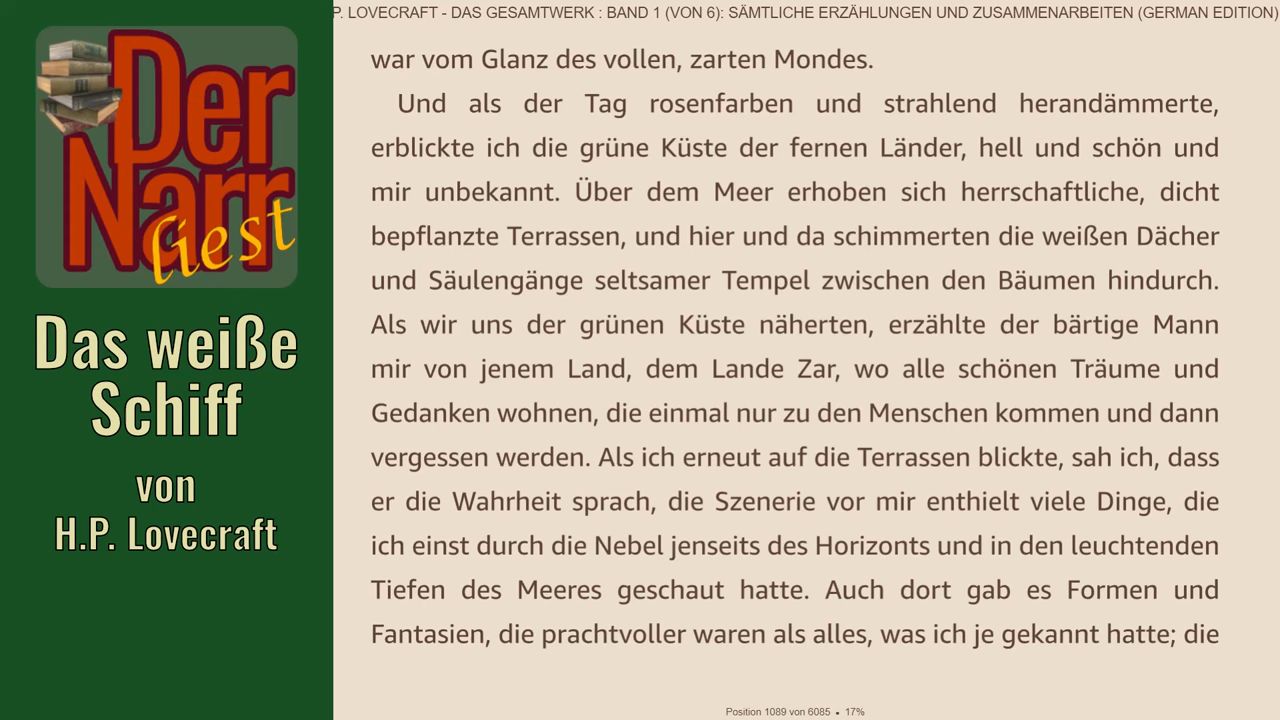 P. LOVECRAFT - DAS GESAMTWERK : BAND 1 (VON 6): SÄMTLICHE ERZÄHLUNGEN UND ZUSAMMENARBEITEN (GERMAN EDITION)
Der
Narr
liest
Das weiße
Schiff
von
H.P. Lovecraft
war vom Glanz des vollen, zarten Mondes.
Und als der Tag rosenfarben und strahlend herandämmerte,
erblickte ich die grüne Küste der fernen Länder, hell und schön und
mir unbekannt. Über dem Meer erhoben sich herrschaftliche, dicht
bepflanzte Terrassen, und hier und da schimmerten die weißen Dächer
und Säulengänge seltsamer Tempel zwischen den Bäumen hindurch.
Als wir uns der grünen Küste näherten, erzählte der bärtige Mann
mir von jenem Land, dem Lande Zar, wo alle schönen Träume und
Gedanken wohnen, die einmal nur zu den Menschen kommen und dann
vergessen werden. Als ich erneut auf die Terrassen blickte, sah ich, dass
er die Wahrheit sprach, die Szenerie vor mir enthielt viele Dinge, die
ich einst durch die Nebel jenseits des Horizonts und in den leuchtenden
Tiefen des Meeres geschaut hatte. Auch dort gab es Formen und
Fantasien, die prachtvoller waren als alles, was ich je gekannt hatte; die
Position 1089 von 6085 • 17%